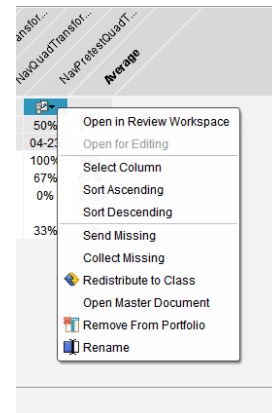 NavQuadTransfor...
NavPretestQuadT...
Average
50%
04-23
100%
67%
0%
33%
Open in Review Workspace
Open for Editing
Select Column
Sort Ascending
Sort Descending
Send Missing
Collect Missing
Redistribute to Class
Open Master Document
Remove From Portfolio
Rename